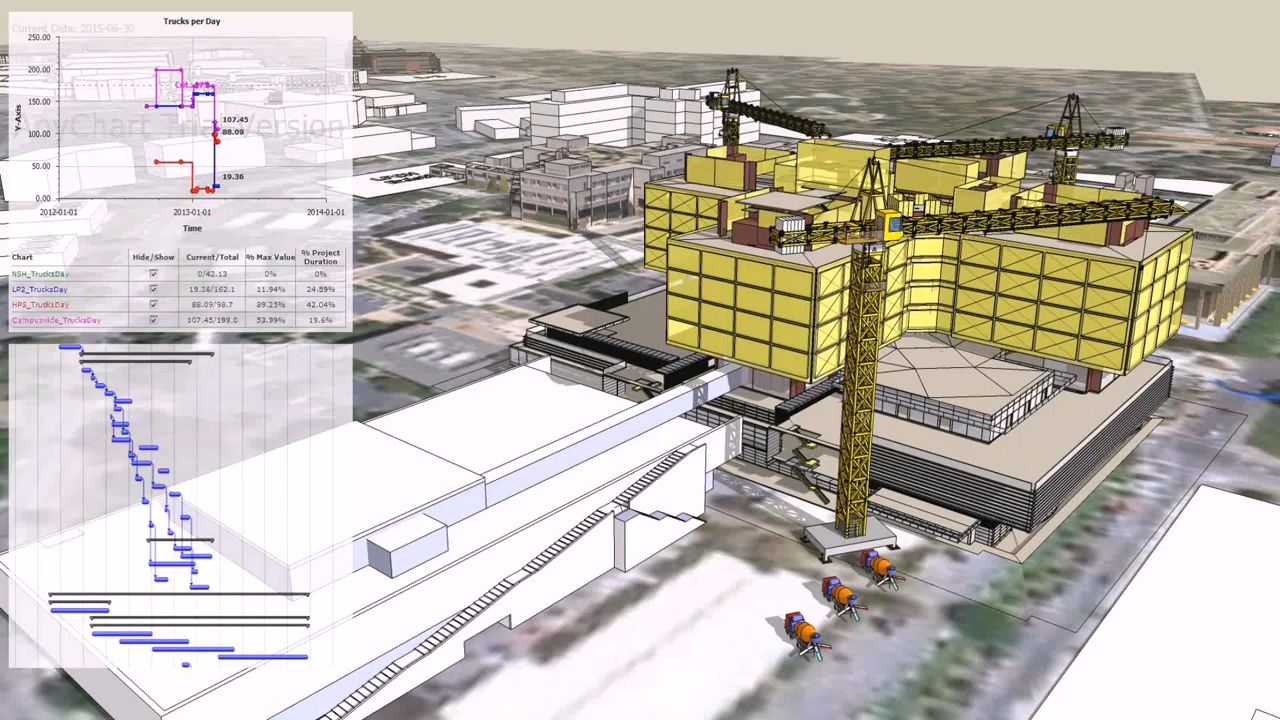 Trucks per Day
Current Date: 2015-06-30
250.00
200.00
150.00
100.00
50.00
0.00
Y-Axis
107.45
88.09
19.36
Chart Trial Version
2012-01-01 2013-01-01 2014-01-01
Time
Chart Hide/Show Current/Total % Max Value % Project Duration
NSH_TrucksDay 0/42.13 0% 0%
LP2_TrucksDay 19.36/162.1 11.94% 24.59%
HPS_TrucksDay 88.09/98.7 89.25% 42.04%
Campuswide_TrucksDay 107.45/199.0 53.99% 19.6%